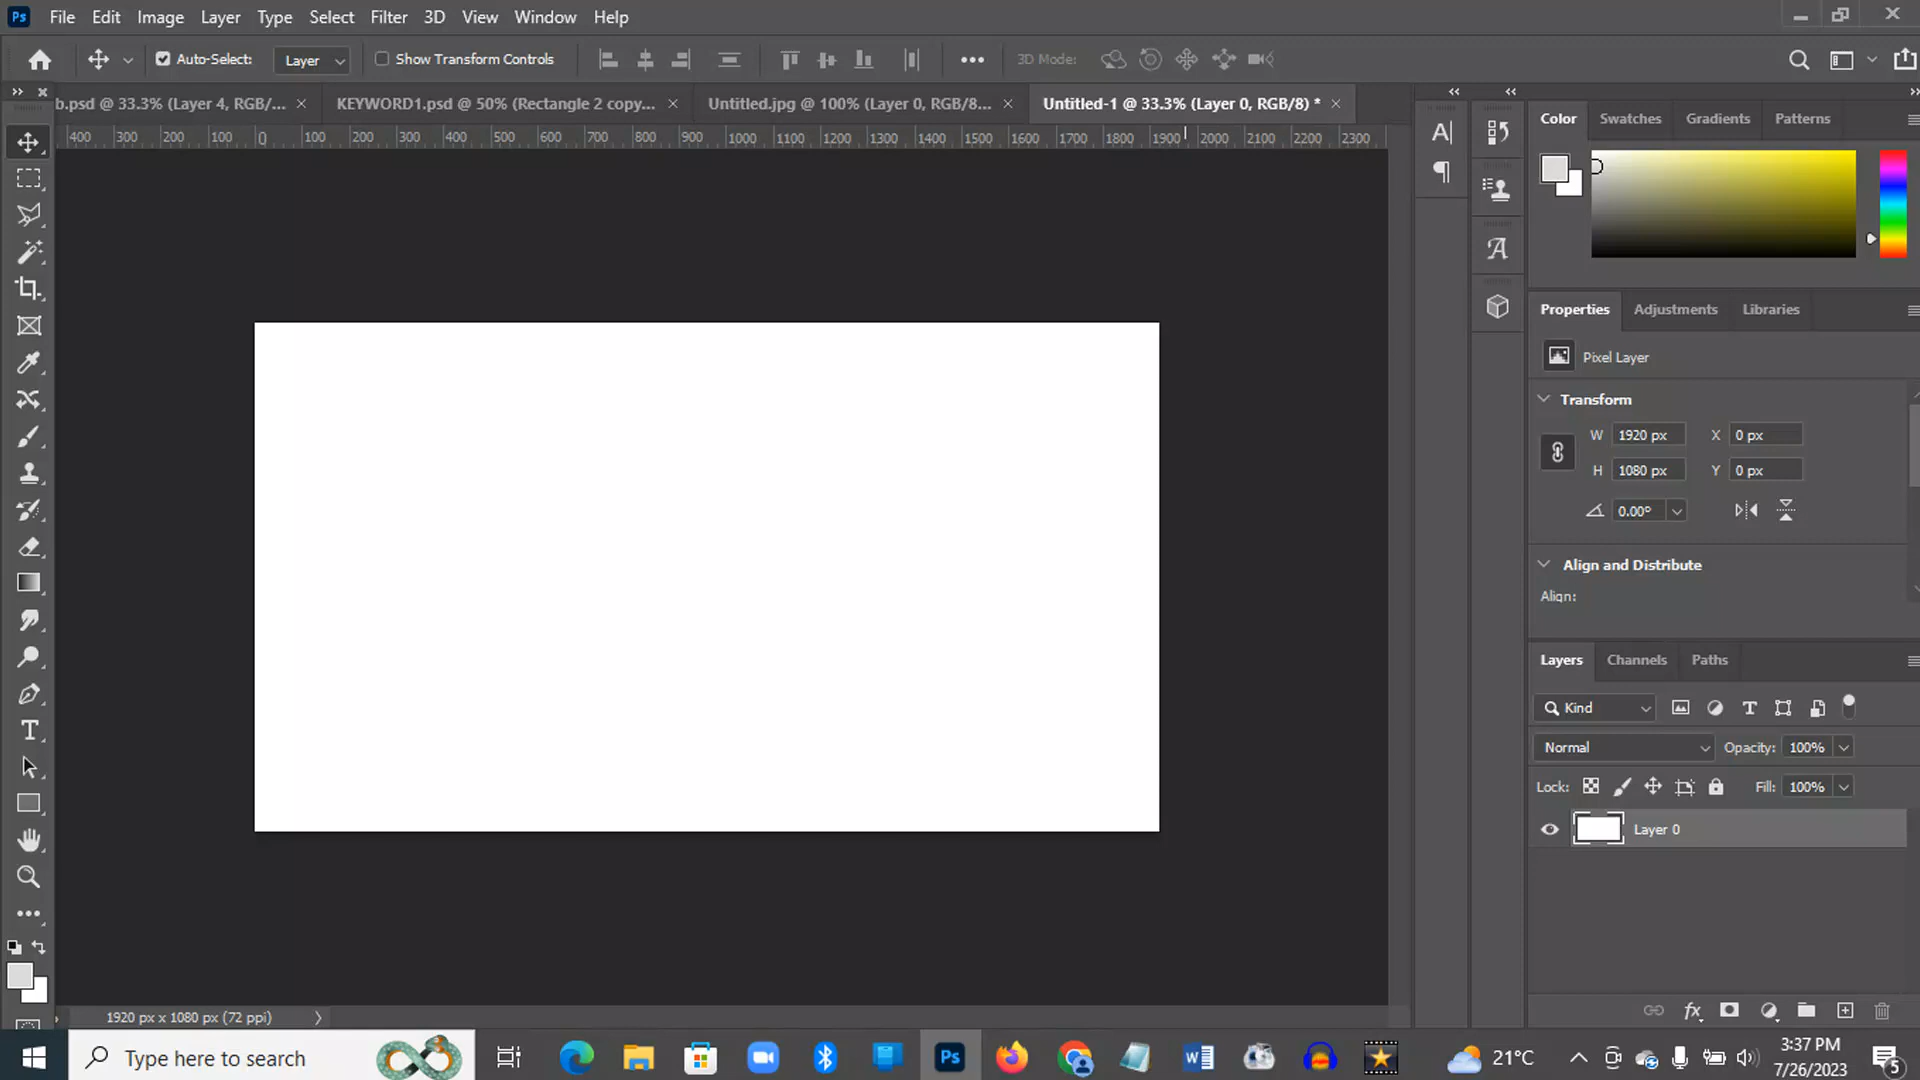 Ps File Edit Image Layer Type Select Filter 3D View Window Help
Auto-Select: Layer Show Transform Controls 3D Mode:
b.psd @ 33.3% (Layer 4, RGB/... KEYWORD1.psd @ 50% (Rectangle 2 copy... Untitled.jpg @ 100% (Layer 0, RGB/8... Untitled-1 @ 33.3% (Layer 0, RGB/8) *
400 300 200 100 0 100 200 300 400 500 600 700 800 900 1000 1100 1200 1300 1400 1500 1600 1700 1800 1900 2000 2100 2200 2300
Color Swatches Gradients Patterns
Properties Adjustments Libraries
Pixel Layer
Transform
W 1920 px X 0 px
H 1080 px Y 0 px
0.00°
Align and Distribute
Align:
Layers Channels Paths
Kind
Normal Opacity: 100%
Lock: Fill: 100%
Layer 0
1920 px x 1080 px (72 ppi)
Type here to search
Ps
21°C
3:37 PM
7/26/2023
5